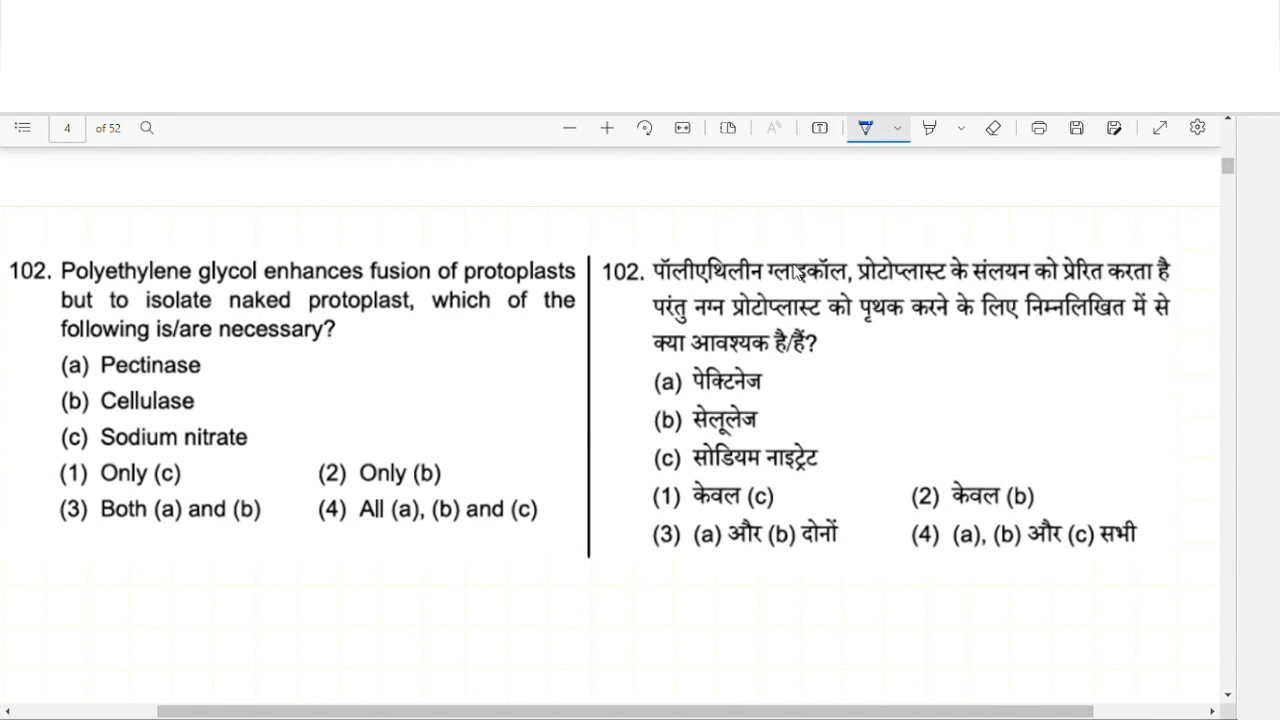 4 of 52
102. Polyethylene glycol enhances fusion of protoplasts
but to isolate naked protoplast, which of the
following is/are necessary?
(a) Pectinase
(b) Cellulase
(c) Sodium nitrate
(1) Only (c) (2) Only (b)
(3) Both (a) and (b) (4) All (a), (b) and (c)
102. पॉलीएथिलीन ग्लाइकॉल, प्रोटोप्लास्ट के संलयन को प्रेरित करता है
परंतु नग्न प्रोटोप्लास्ट को पृथक करने के लिए निम्नलिखित में से
क्या आवश्यक है/हैं?
(a) पेक्टिनेज
(b) सेलूलेज
(c) सोडियम नाइट्रेट
(1) केवल (c) (2) केवल (b)
(3) (a) और (b) दोनों (4) (a), (b) और (c) सभी